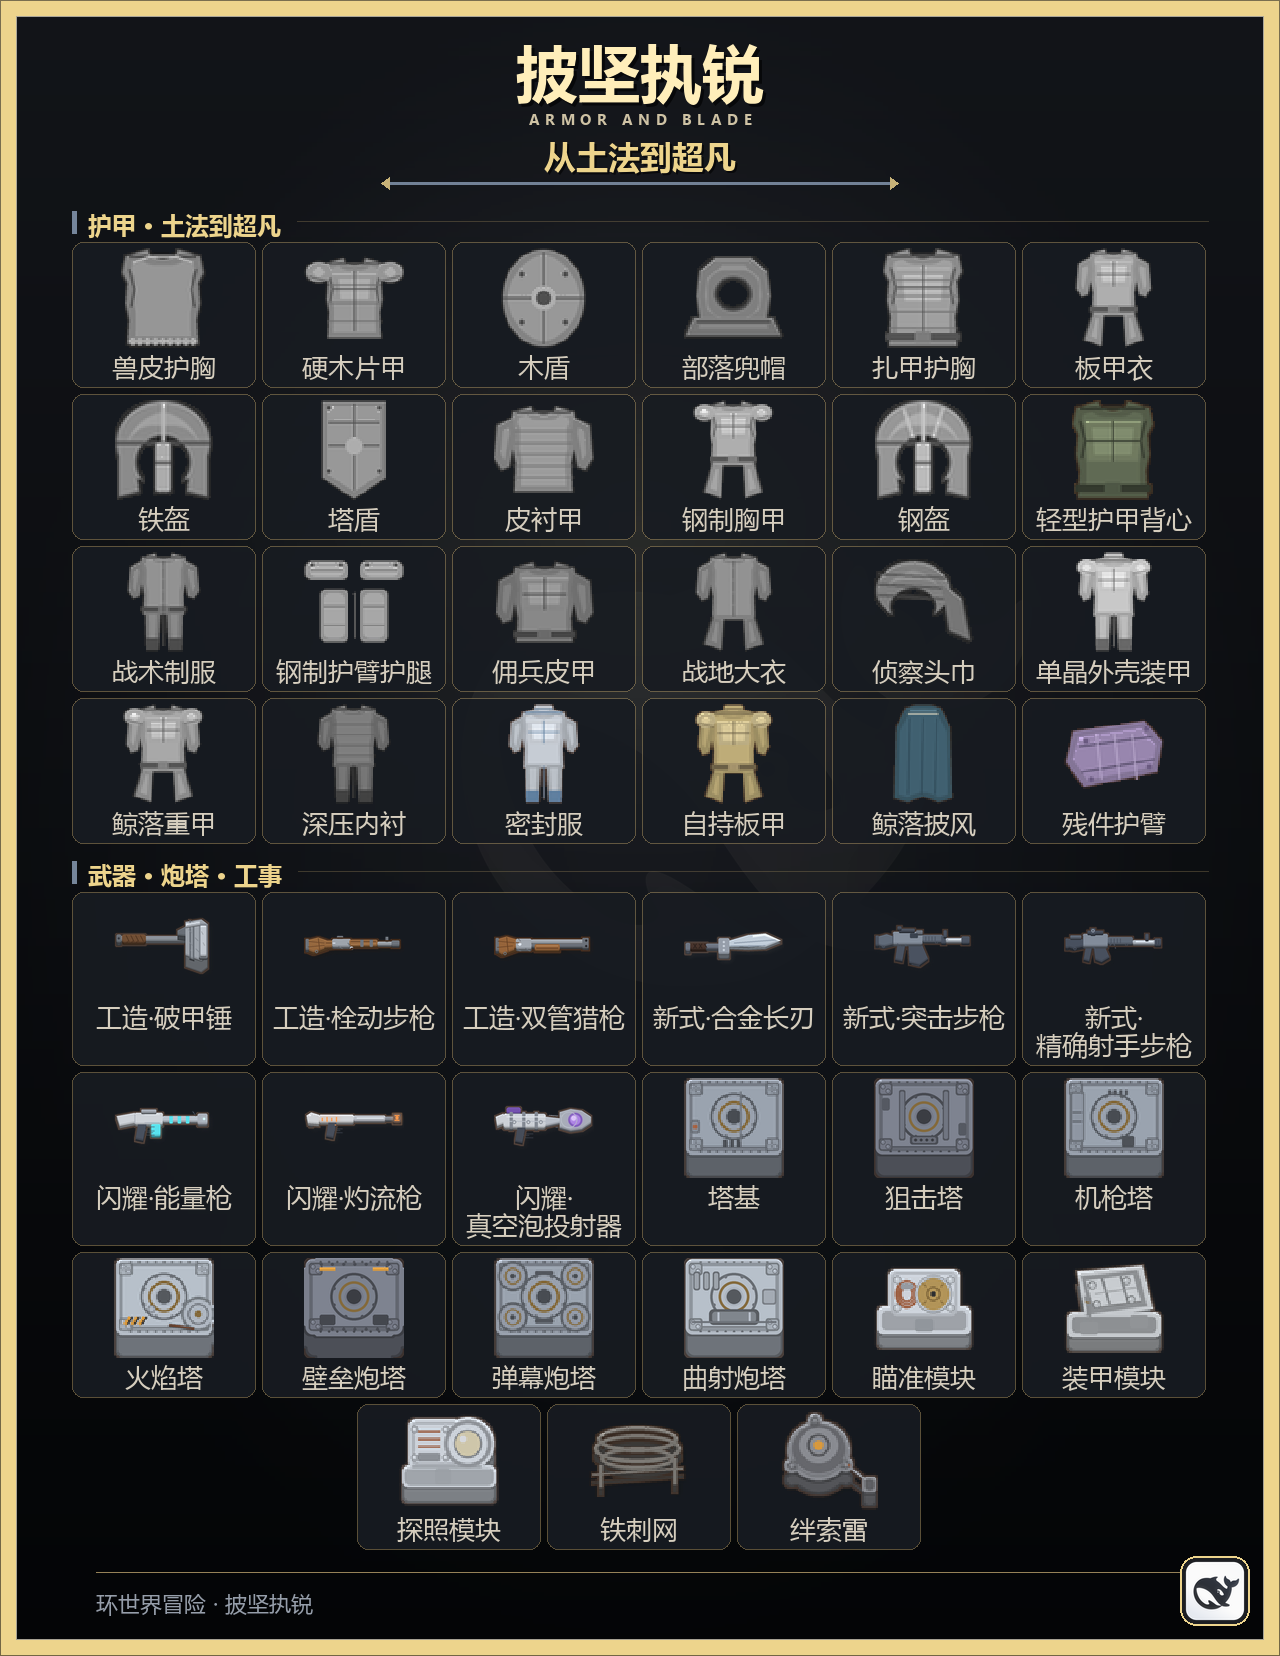 披坚执锐
ARMOR AND BLADE
从土法到超凡
护甲·土法到超凡
兽皮护胸
硬木片甲
木盾
部落兜帽
扎甲护胸
板甲衣
铁盔
塔盾
皮衬甲
钢制胸甲
钢盔
轻型护甲背心
战术制服
钢制护臂护腿
佣兵皮甲
战地大衣
侦察头巾
单晶外壳装甲
鲸落重甲
深压内衬
密封服
自持板甲
鲸落披风
残件护臂
武器·炮塔·工事
工造·破甲锤
工造·栓动步枪
工造·双管猎枪
新式·合金长刃
新式·突击步枪
新式·
精确射手步枪
闪耀·能量枪
闪耀·灼流枪
闪耀·
真空泡投射器
塔基
狙击塔
机枪塔
火焰塔
壁垒炮塔
弹幕炮塔
曲射炮塔
瞄准模块
装甲模块
探照模块
铁刺网
绊索雷
环世界冒险 · 披坚执锐